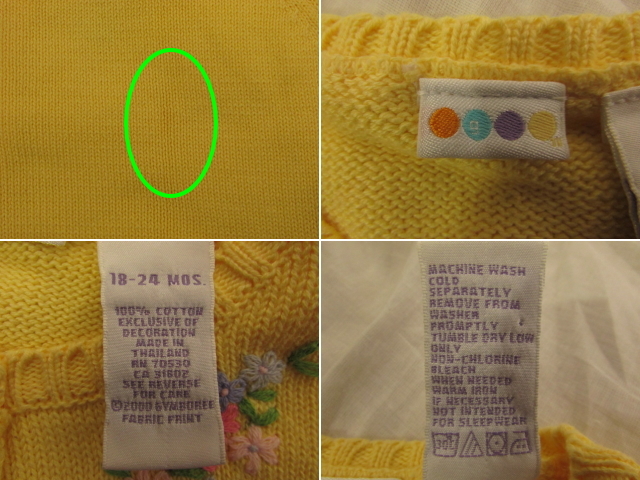 18-24 MOS.
100% COTTON
EXCLUSIVE OF
DECORATION
MADE IN
THAILAND
RN 70530
CA 31802
SEE REVERSE
FOR CARE
©2000 GYMBOREE
FABRIC PRINT
MACHINE WASH
COLD
SEPARATELY
REMOVE FROM
WASHER
PROMPTLY
TUMBLE DRY LOW
ONLY
NON-CHLORINE
BLEACH
WHEN NEEDED
WARM IRON
IF NECESSARY
NOT INTENDED
FOR SLEEPWEAR